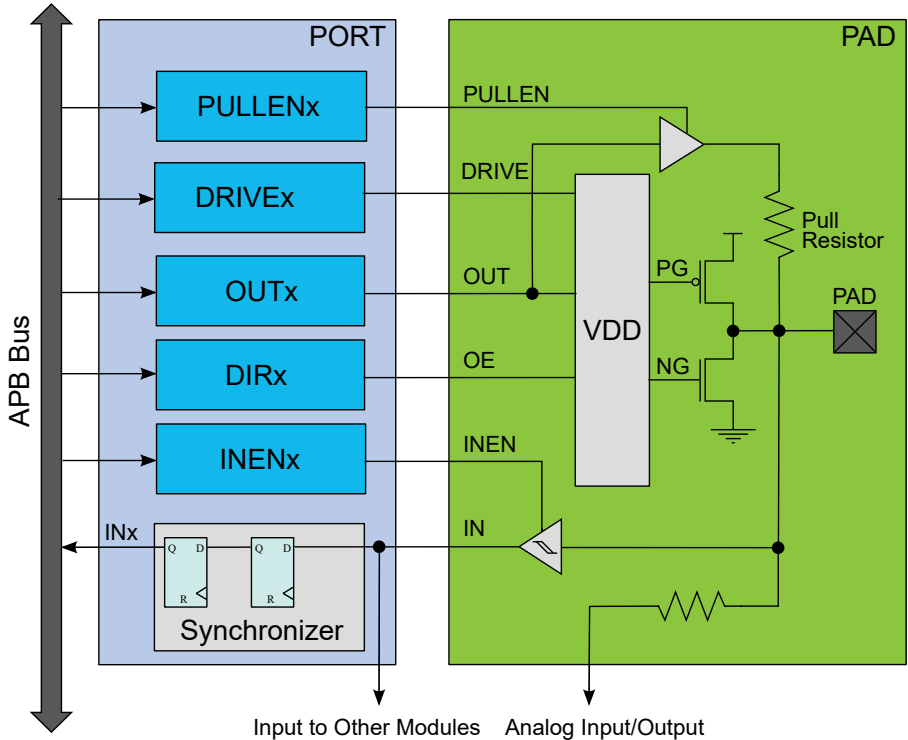 PORT
PAD
APB Bus
PULLENx
PULLEN
DRIVEx
DRIVE
Pull
Resistor
OUTx
OUT
PG
PAD
VDD
DIRx
OE
NG
INENx
INEN
INx
IN
Q D
R
Q D
R
Synchronizer
Input to Other Modules
Analog Input/Output